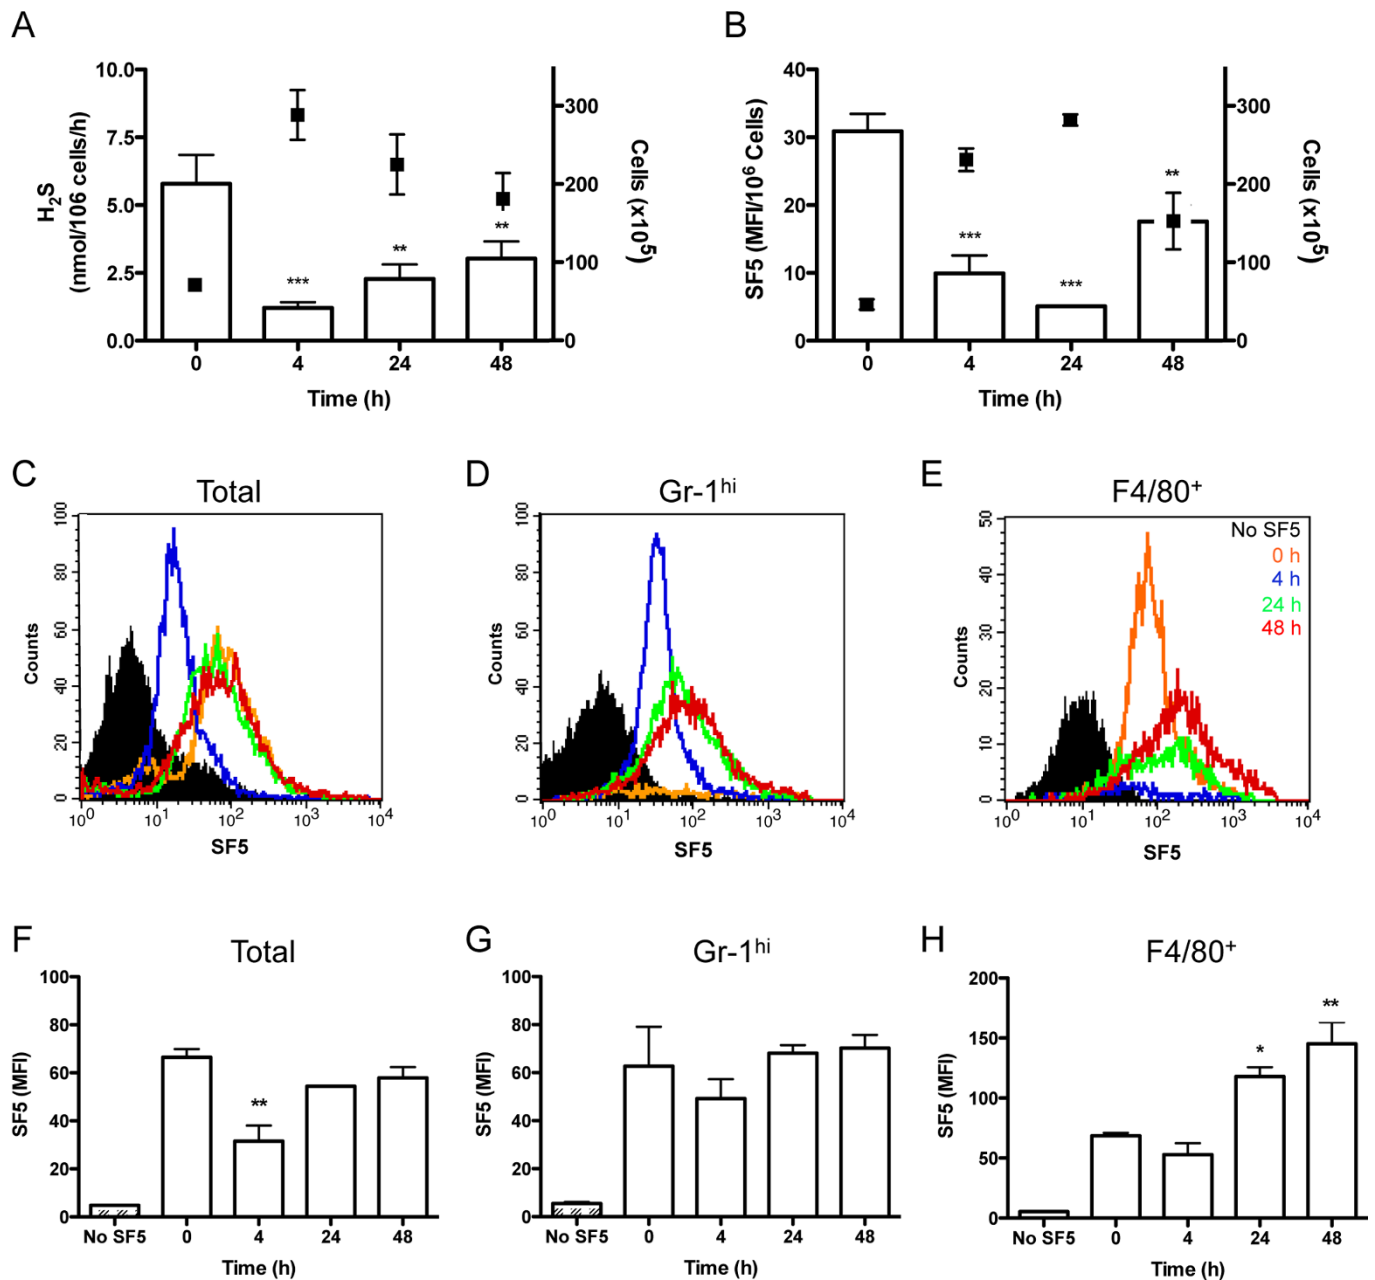 A
H2S
(nmol/106 cells/h)
10.0
7.5
5.0
2.5
0.0
***
**
**
300
200
100
0
Cells (x10^5)
0 4 24 48
Time (h)
B
SF5 (MFI/10^6 Cells)
40
30
20
10
0
***
***
**
300
200
100
0
Cells (x10^5)
0 4 24 48
Time (h)
C
Total
Counts
100
80
60
40
20
0
10^0 10^1 10^2 10^3 10^4
SF5
D
Gr-1^hi
Counts
100
80
60
40
20
0
10^0 10^1 10^2 10^3 10^4
SF5
E
F4/80^+
Counts
50
40
30
20
10
0
No SF5
0 h
4 h
24 h
48 h
10^0 10^1 10^2 10^3 10^4
SF5
F
Total
SF5 (MFI)
100
80
60
40
20
0
**
No SF5 0 4 24 48
Time (h)
G
Gr-1^hi
SF5 (MFI)
100
80
60
40
20
0
No SF5 0 4 24 48
Time (h)
H
F4/80^+
SF5 (MFI)
200
150
100
50
0
*
**
No SF5 0 4 24 48
Time (h)